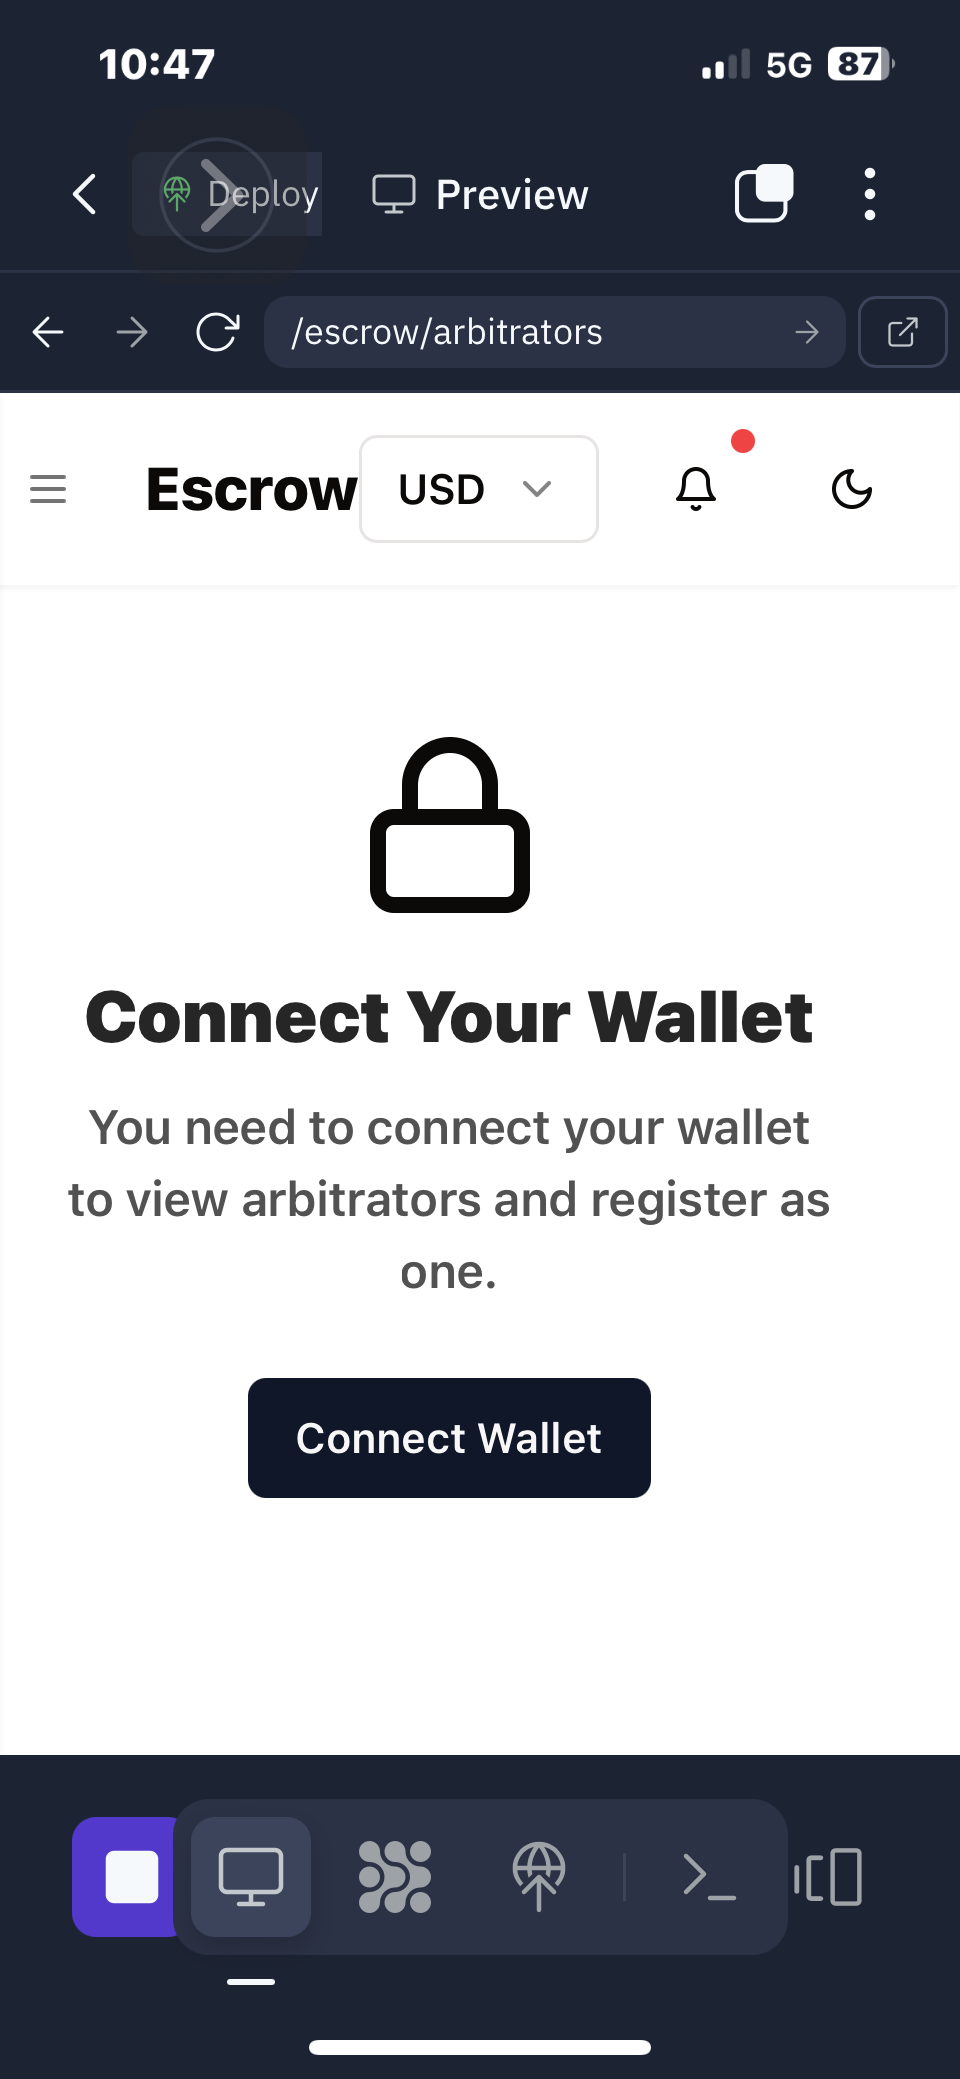 10:47
5G 87
Deploy
Preview
/escrow/arbitrators
Escrow
USD
Connect Your Wallet
You need to connect your wallet
to view arbitrators and register as
one.
Connect Wallet